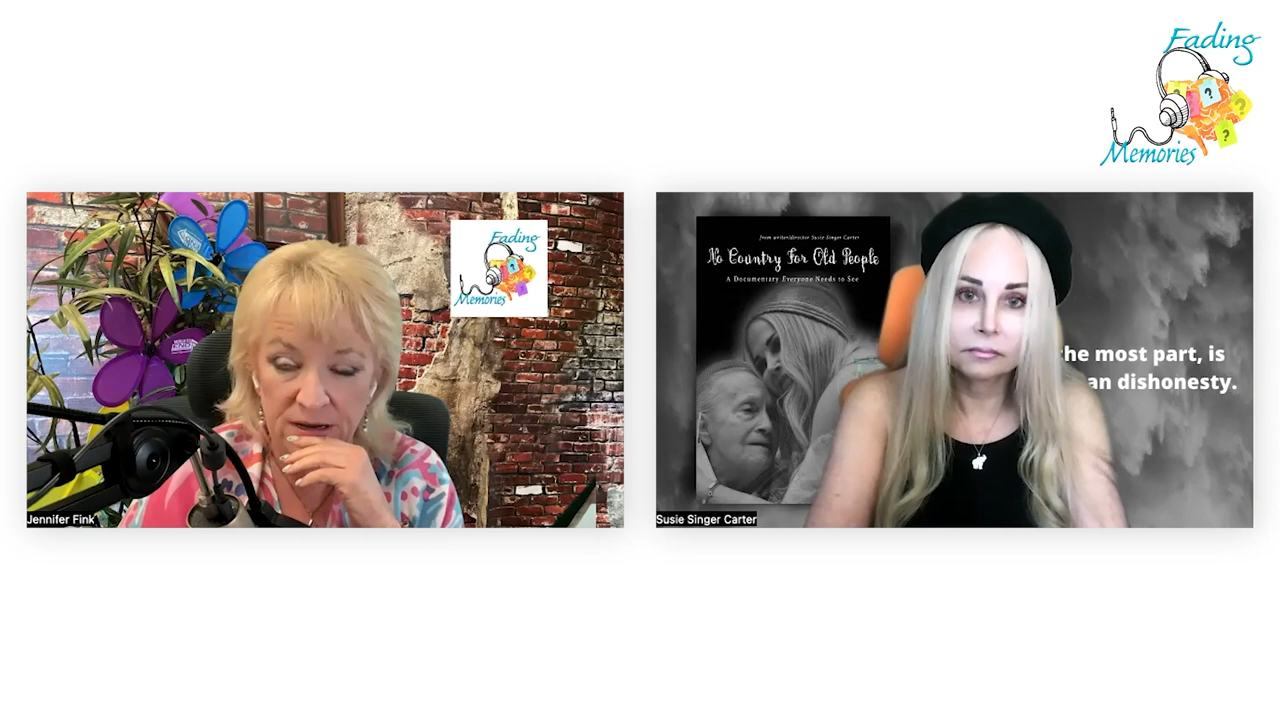 Fading
Memories
Fading
Memories
Jennifer Fink
from writer/director Susie Singer Carter
No Country For Old People
A Documentary Everyone Needs to See
he most part, is
an dishonesty.
Susie Singer Carter